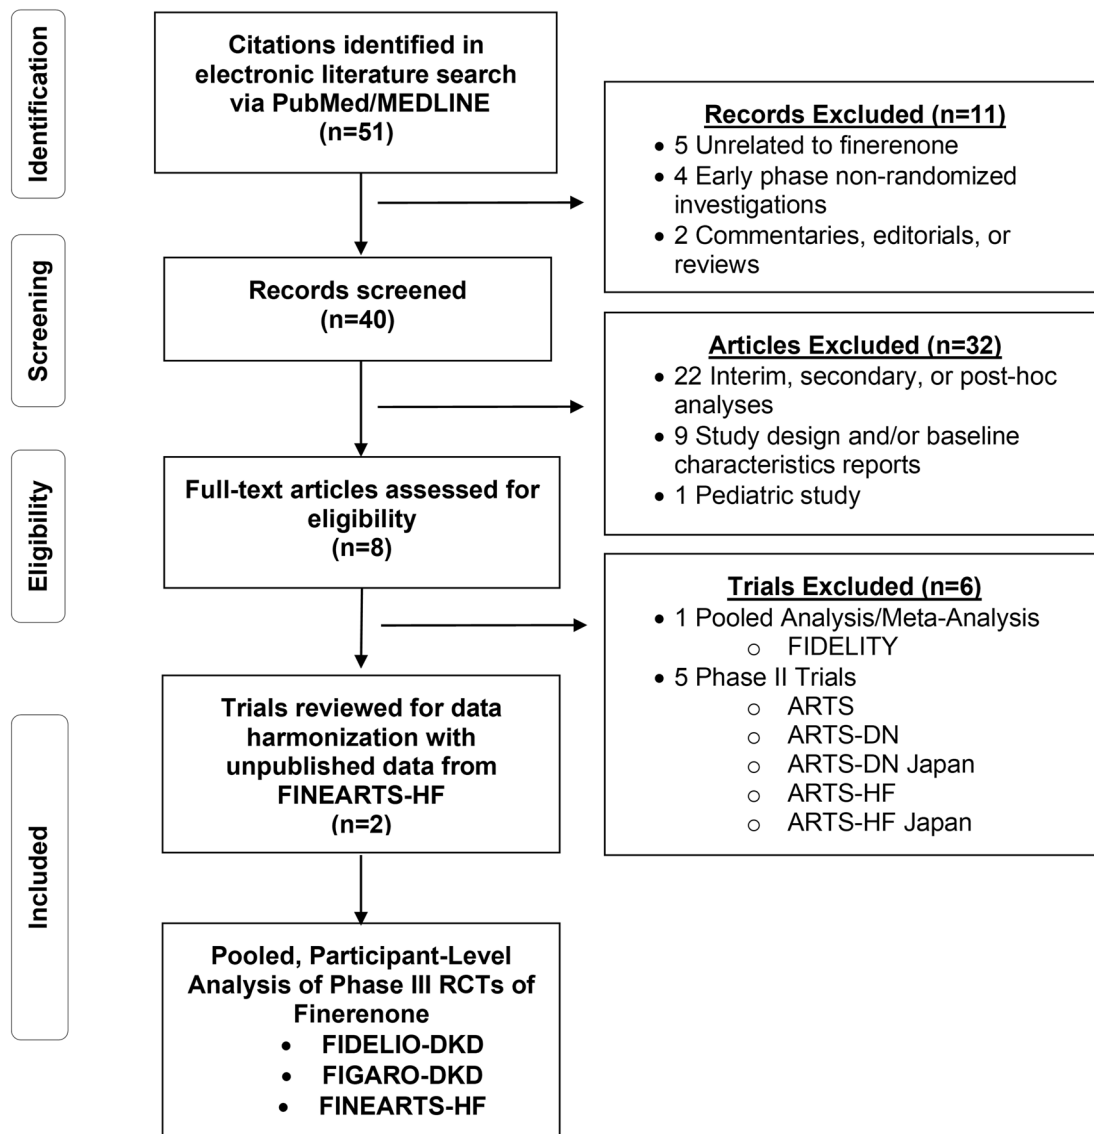 Identification
Citations identified in
electronic literature search
via PubMed/MEDLINE
(n=51)
Records Excluded (n=11)
• 5 Unrelated to finerenone
• 4 Early phase non-randomized
investigations
• 2 Commentaries, editorials, or
reviews
Screening
Records screened
(n=40)
Articles Excluded (n=32)
• 22 Interim, secondary, or post-hoc
analyses
• 9 Study design and/or baseline
characteristics reports
• 1 Pediatric study
Eligibility
Full-text articles assessed for
eligibility
(n=8)
Trials Excluded (n=6)
• 1 Pooled Analysis/Meta-Analysis
o FIDELITY
• 5 Phase II Trials
o ARTS
o ARTS-DN
o ARTS-DN Japan
o ARTS-HF
o ARTS-HF Japan
Included
Trials reviewed for data
harmonization with
unpublished data from
FINEARTS-HF
(n=2)
Pooled, Participant-Level
Analysis of Phase III RCTs of
Finerenone
• FIDELIO-DKD
• FIGARO-DKD
• FINEARTS-HF